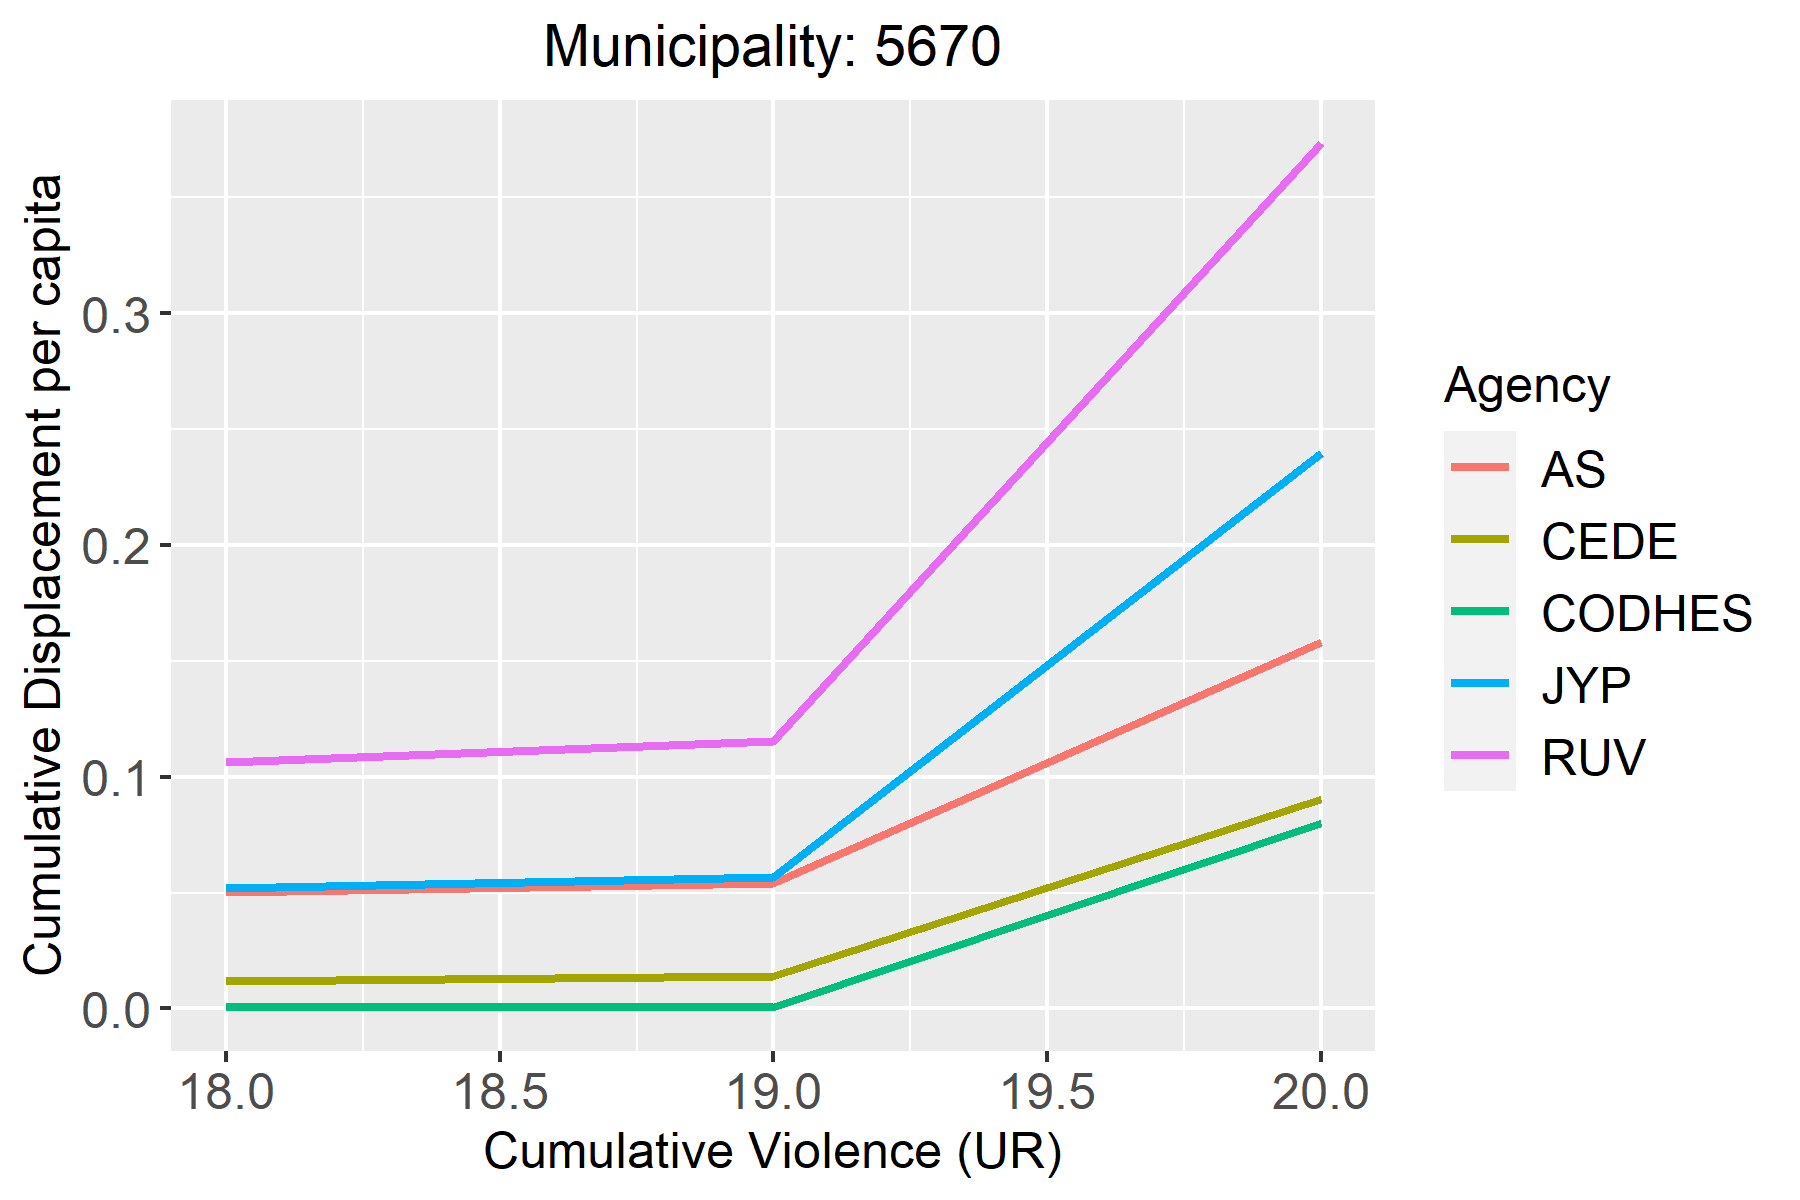 Municipality: 5670
Cumulative Displacement per capita
0.3
0.2
0.1
0.0
18.0 18.5 19.0 19.5 20.0
Cumulative Violence (UR)
Agency
AS
CEDE
CODHES
JYP
RUV